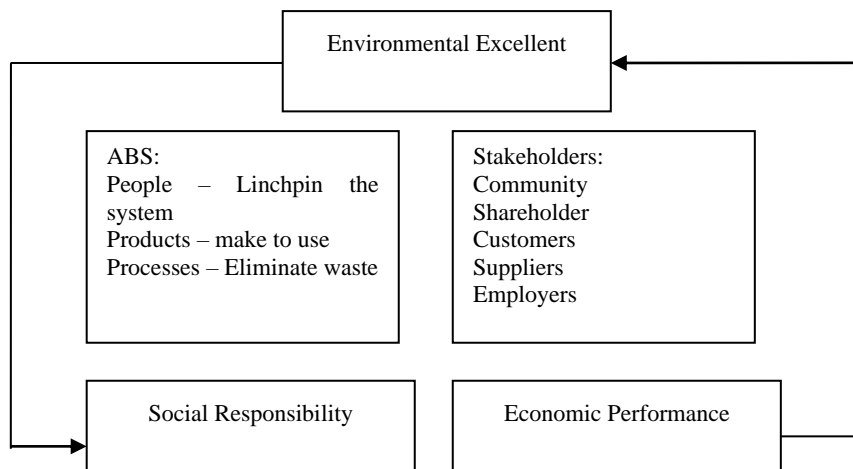 Environmental Excellent
ABS:
People – Linchpin the
system
Products – make to use
Processes – Eliminate waste
Stakeholders:
Community
Shareholder
Customers
Suppliers
Employers
Social Responsibility
Economic Performance